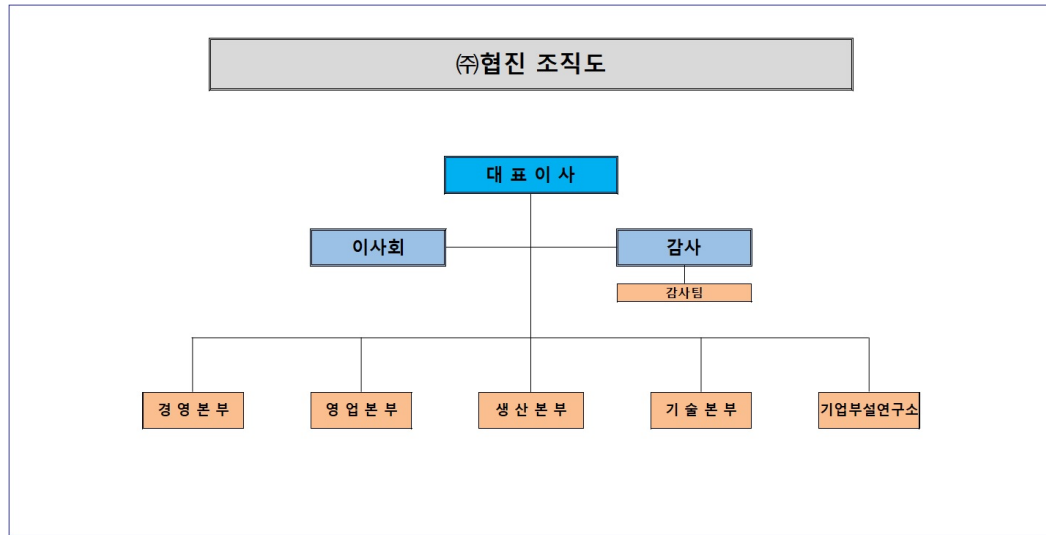 ㈜협진 조직도
대 표 이 사
이사회
감사
감사팀
경 영 본 부
영 업 본 부
생 산 본 부
기 술 본 부
기업부설연구소